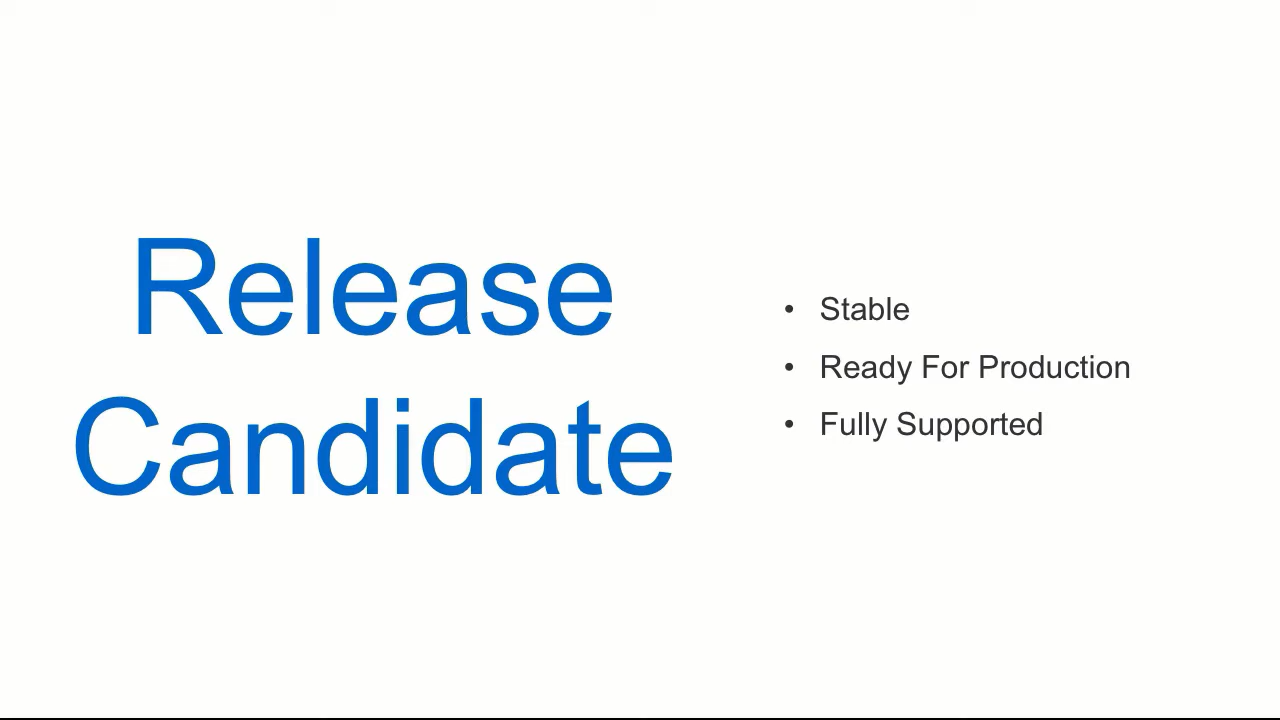 Release
Candidate
• Stable
• Ready For Production
• Fully Supported